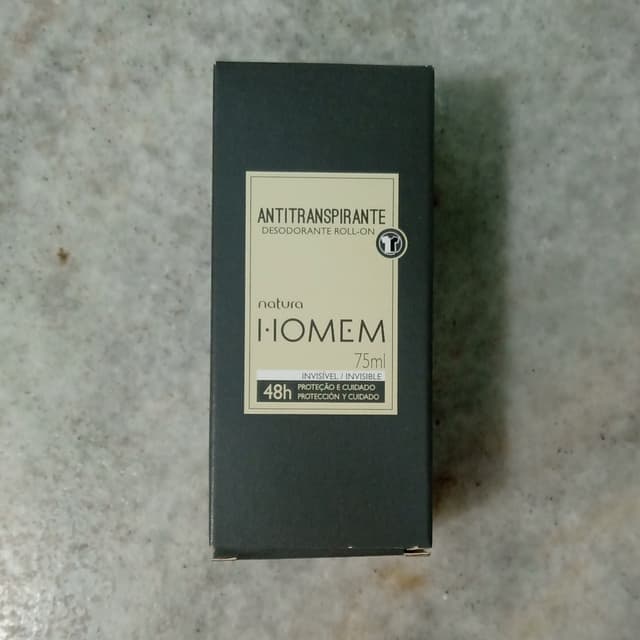 ANTITRANSPIRANTE
DESODORANTE ROLL-ON
natura
HOMEM
75ml
INVISÍVEL / INVISIBLE
48h PROTEÇÃO E CUIDADO
PROTECCIÓN Y CUIDADO